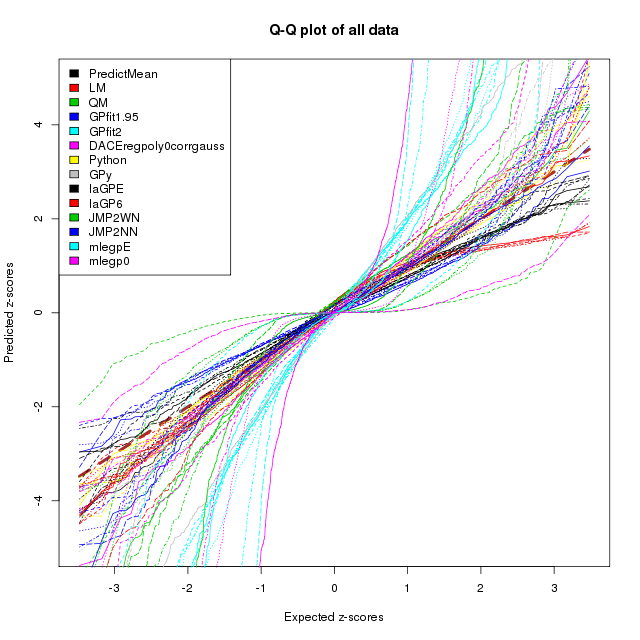 Q-Q plot of all data
PredictMean
LM
QM
GPfit1.95
GPfit2
DACEregpoly0corrgauss
Python
GPy
laGPE
laGP6
JMP2WN
JMP2NN
mlegpE
mlegp0
4
2
0
-2
-4
Predicted z-scores
-3 -2 -1 0 1 2 3
Expected z-scores